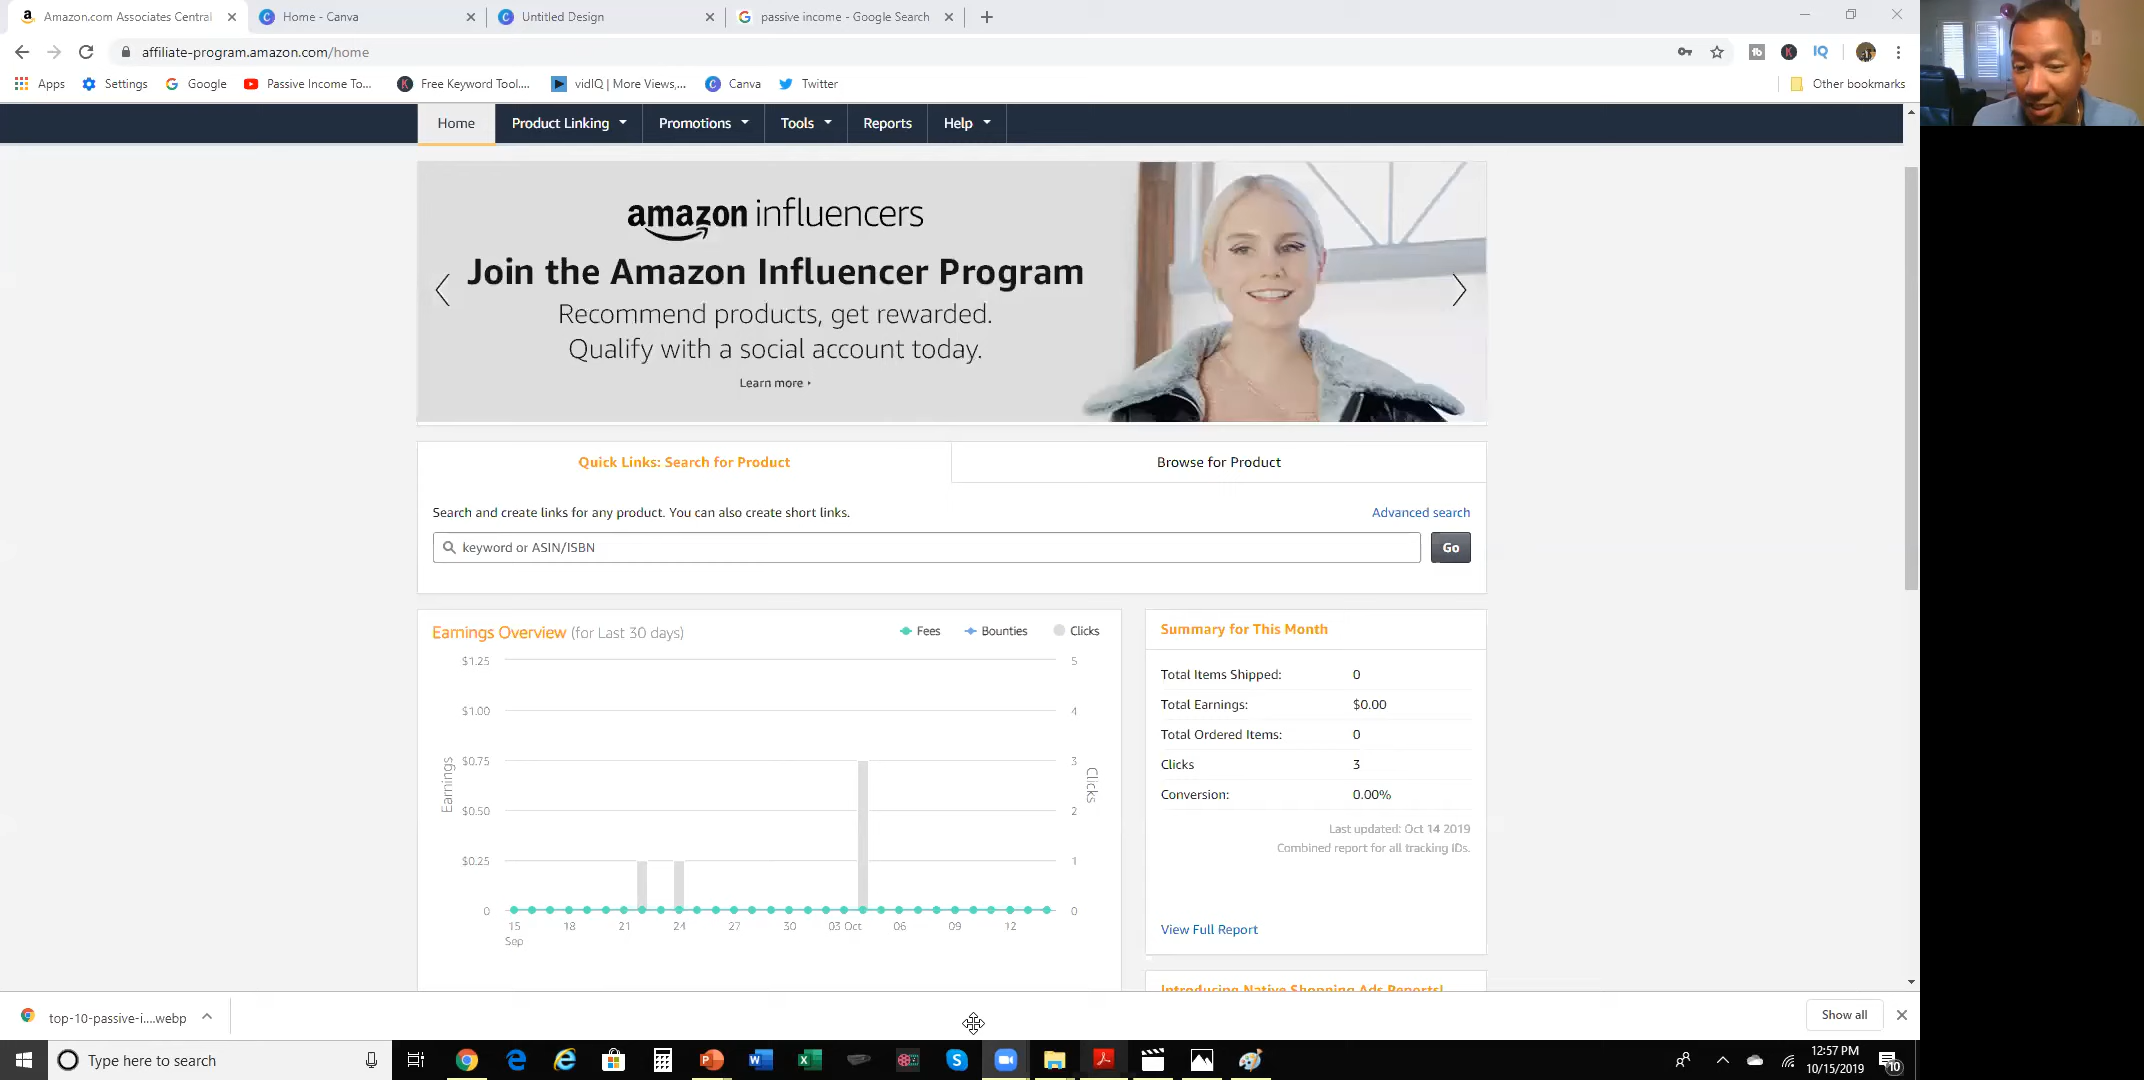 Amazon.com Associates Central
Home - Canva
Untitled Design
passive income - Google Search
affiliate-program.amazon.com/home
Apps
Settings
Google
Passive Income To...
Free Keyword Tool....
vidIQ | More Views,...
Canva
Twitter
Other bookmarks
Home
Product Linking
Promotions
Tools
Reports
Help
amazon influencers
Join the Amazon Influencer Program
Recommend products, get rewarded.
Qualify with a social account today.
Learn more
Quick Links: Search for Product
Browse for Product
Search and create links for any product. You can also create short links.
Advanced search
keyword or ASIN/ISBN
Go
Earnings Overview (for Last 30 days)
Fees
Bounties
Clicks
$1.25
$1.00
$0.75
$0.50
$0.25
0
Earnings
5
4
3
2
1
0
Clicks
15
18
21
24
27
30
03 Oct
06
09
12
Sep
Summary for This Month
Total Items Shipped: 0
Total Earnings: $0.00
Total Ordered Items: 0
Clicks 3
Conversion: 0.00%
Last updated: Oct 14 2019
Combined report for all tracking IDs.
View Full Report
Introducing Native Shopping Ads Reports!
top-10-passive-i....webp
Show all
Type here to search
12:57 PM
10/15/2019
10